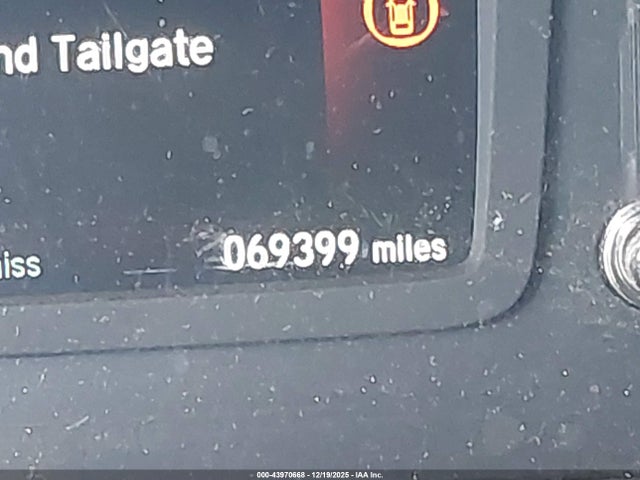 nd Tailgate
iss
069399 miles
000-43970668 - 12/19/2025 - IAA Inc.